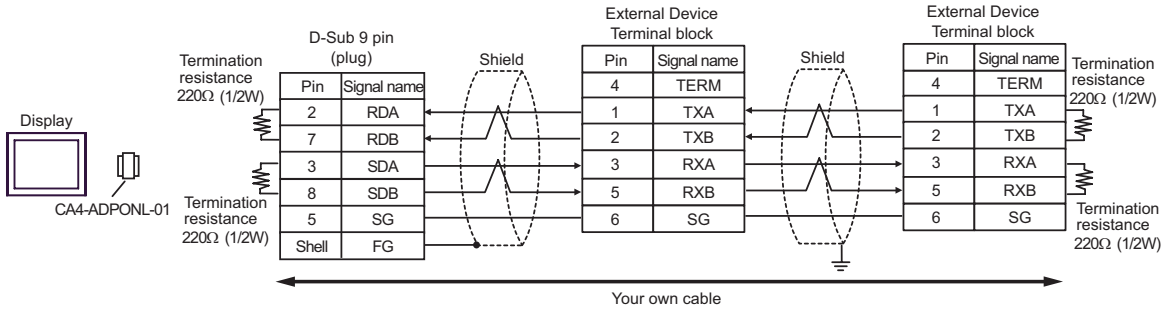 Display
CA4-ADPONL-01
Termination
resistance
220Ω (1/2W)
Termination
resistance
220Ω (1/2W)
D-Sub 9 pin
(plug)
Pin Signal name
2 RDA
7 RDB
3 SDA
8 SDB
5 SG
Shell FG
Shield
External Device
Terminal block
Pin Signal name
4 TERM
1 TXA
2 TXB
3 RXA
5 RXB
6 SG
Shield
External Device
Terminal block
Pin Signal name
4 TERM
1 TXA
2 TXB
3 RXA
5 RXB
6 SG
Termination
resistance
220Ω (1/2W)
Termination
resistance
220Ω (1/2W)
Your own cable